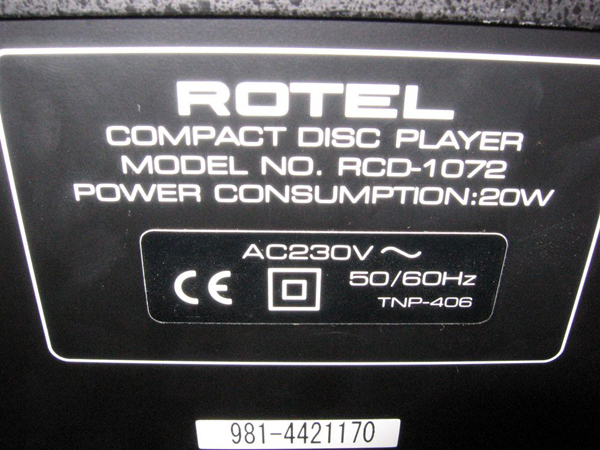 ROTEL
COMPACT DISC PLAYER
MODEL NO. RCD-1072
POWER CONSUMPTION:20W
AC230V ~
CE 50/60Hz
TNP-406
981-4421170